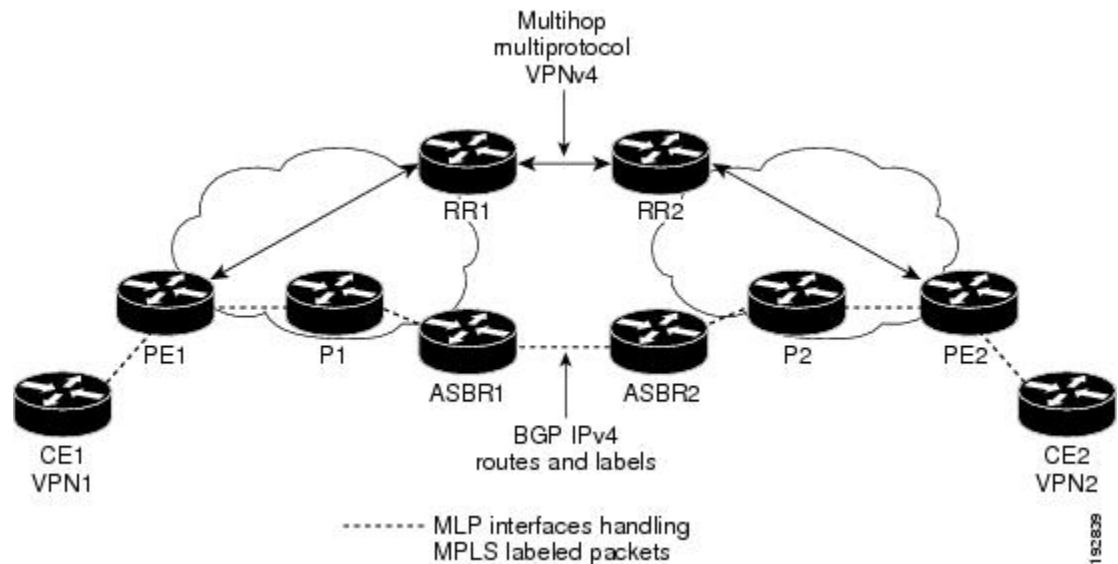 Multihop
multiprotocol
VPNv4
RR1
RR2
PE1
P1
ASBR1
ASBR2
P2
PE2
CE1
VPN1
BGP IPv4
routes and labels
CE2
VPN2
MLP interfaces handling
MPLS labeled packets
192839